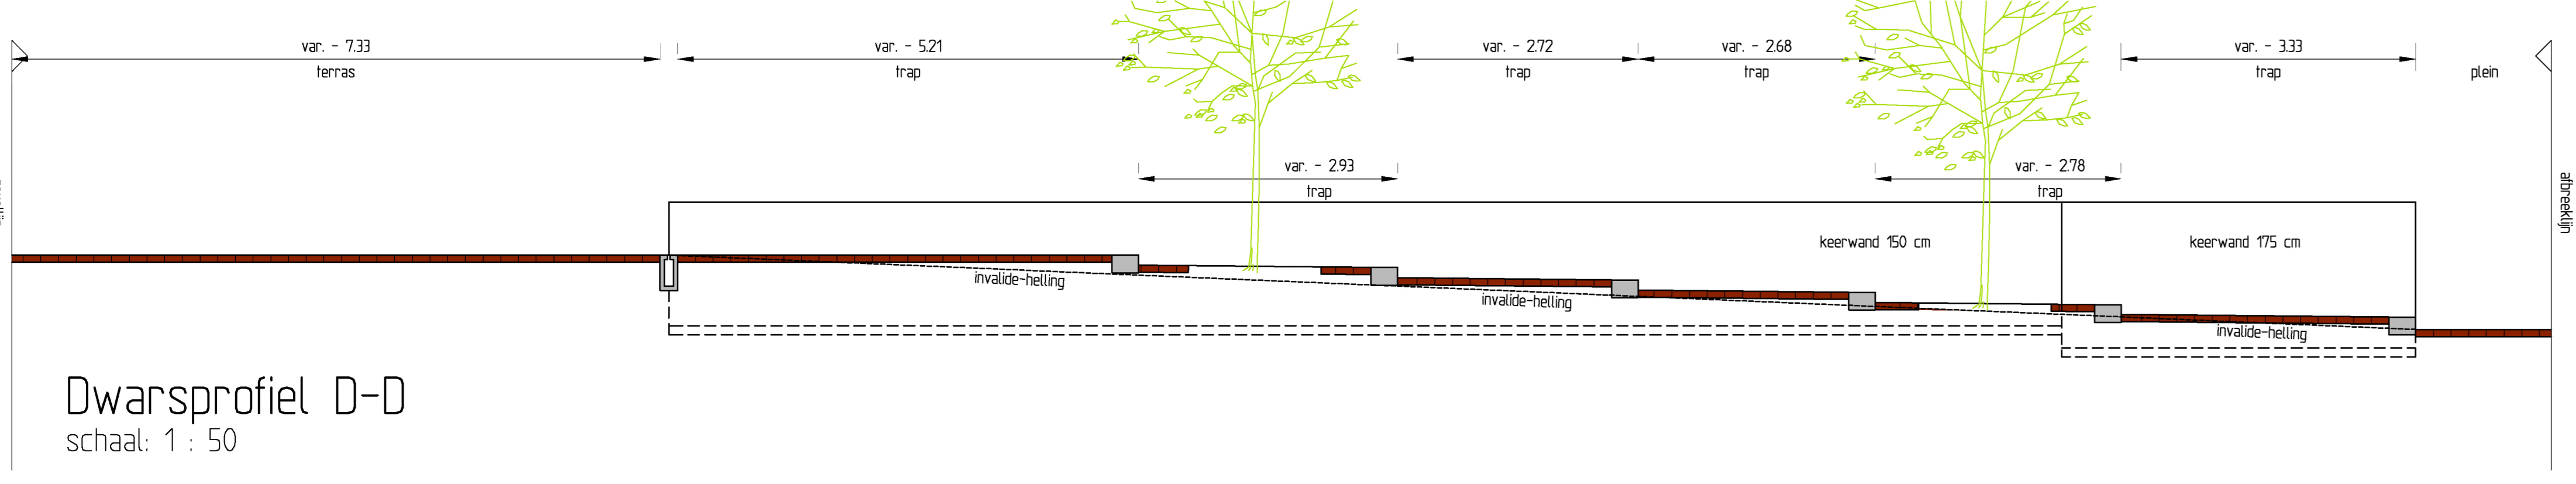 var. - 7.33
terras
var. - 5.21
trap
var. - 2.72
trap
var. - 2.68
trap
var. - 3.33
trap
plein
var. - 2.93
trap
var. - 2.78
trap
afbreeklijn
keerwand 150 cm
keerwand 175 cm
invalide-helling
invalide-helling
invalide-helling
Dwarsprofiel D-D
schaal: 1 : 50